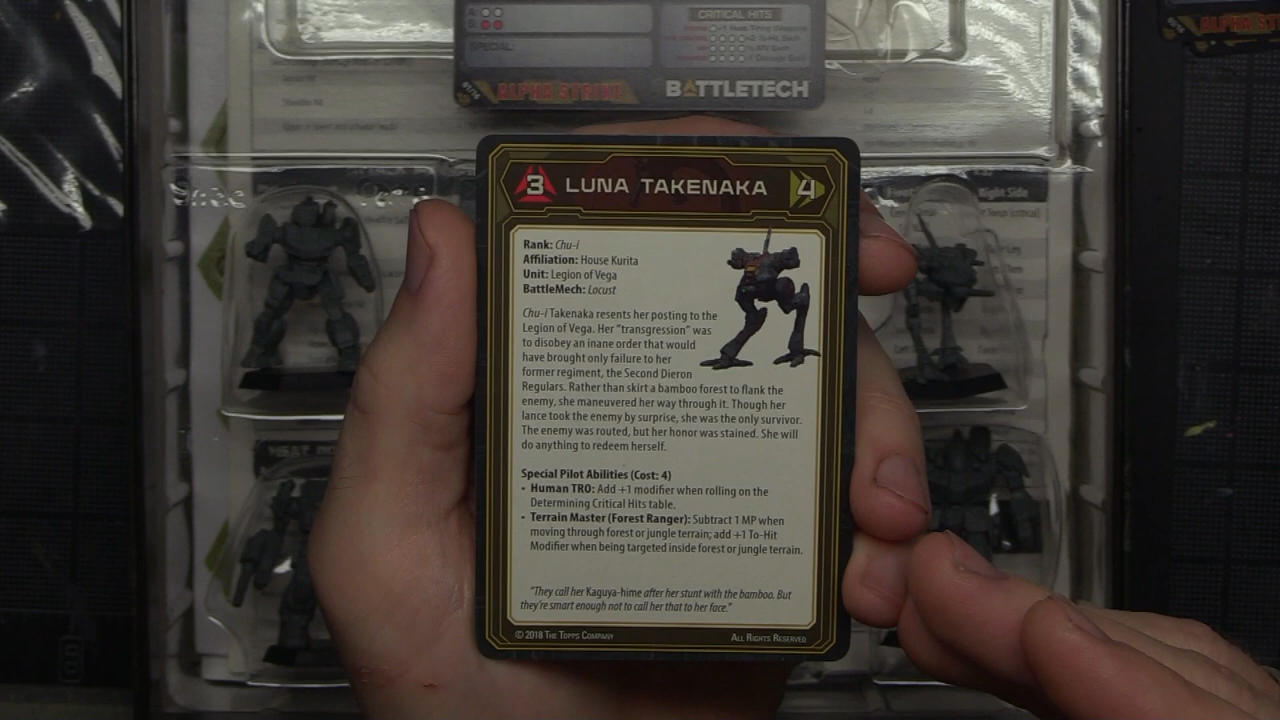 A:
SPECIAL:
CRITICAL HITS
ALPHA STRIKE
BATTLETECH
ALPHA ST
3 LUNA TAKENAKA 4
Rank: Chu-i
Affiliation: House Kurita
Unit: Legion of Vega
BattleMech: Locust
Chu-i Takenaka resents her posting to the
Legion of Vega. Her "transgression" was
to disobey an inane order that would
have brought only failure to her
former regiment, the Second Dieron
Regulars. Rather than skirt a bamboo forest to flank the
enemy, she maneuvered her way through it. Though her
lance took the enemy by surprise, she was the only survivor.
The enemy was routed, but her honor was stained. She will
do anything to redeem herself.
Special Pilot Abilities (Cost: 4)
• Human TRO: Add +1 modifier when rolling on the
Determining Critical Hits table.
• Terrain Master (Forest Ranger): Subtract 1 MP when
moving through forest or jungle terrain; add +1 To-Hit
Modifier when being targeted inside forest or jungle terrain.
"They call her Kaguya-hime after her stunt with the bamboo. But
they're smart enough not to call her that to her face."
© 2018 The Topps Company All Rights Reserved